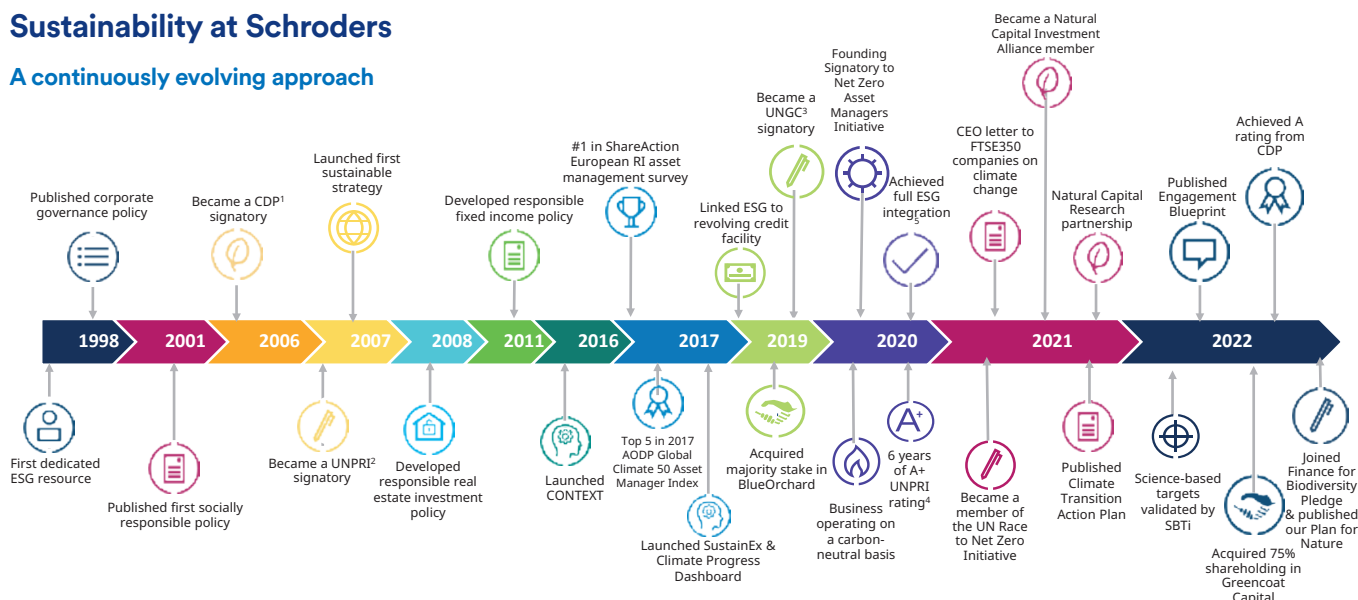 Sustainability at Schroders
A continuously evolving approach
Published corporate
governance policy
Became a CDP¹
signatory
Launched first
sustainable
strategy
Developed responsible
fixed income policy
#1 in ShareAction
European RI asset
management survey
Linked ESG to
revolving credit
facility
Became a
UNGC³
signatory
Founding
Signatory to
Net Zero
Asset
Managers
Initiative
Achieved
full ESG
integration
5
CEO letter to
FTSE350
companies on
climate
change
Became a Natural
Capital Investment
Alliance member
Natural Capital
Research
partnership
Published
Engagement
Blueprint
Achieved A
rating from
CDP
1998
2001
2006
2007
2008
2011
2016
2017
2019
2020
2021
2022
First dedicated
ESG resource
Published first socially
responsible policy
Became a UNPRI²
signatory
Developed
responsible real
estate investment
policy
Launched
CONTEXT
Top 5 in 2017
AODP Global
Climate 50 Asset
Manager Index
Launched SustainEx &
Climate Progress
Dashboard
Acquired
majority stake in
BlueOrchard
Business
operating on
a carbon-
neutral basis
A+
6 years
of A+
UNPRI
rating⁴
Became a
member of
the UN Race
to Net Zero
Initiative
Published
Climate
Transition
Action Plan
Science-based
targets
validated by
SBTi
Acquired 75%
shareholding in
Greencoat
Capital
Joined
Finance for
Biodiversity
Pledge
& published
our Plan for
Nature